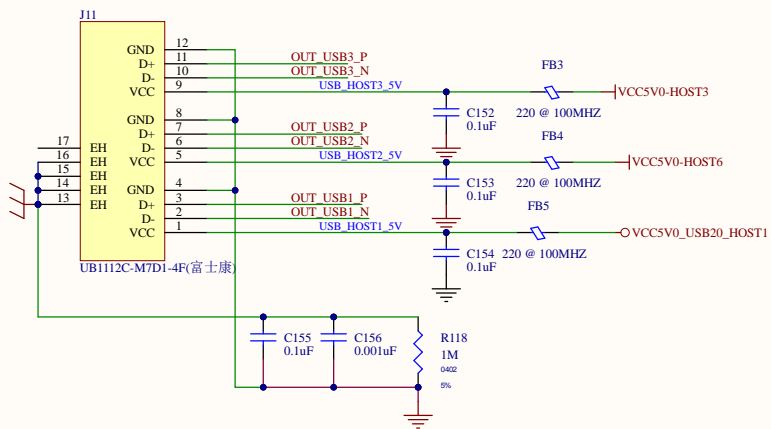 J11
GND 12
D+ 11 OUT_USB3_P
D- 10 OUT_USB3_N
VCC 9 USB_HOST3_5V
FB3
VCC5V0-HOST3
220 @ 100MHZ
C152
0.1uF
GND 8
D+ 7 OUT_USB2_P
D- 6 OUT_USB2_N
VCC 5 USB_HOST2_5V
FB4
VCC5V0-HOST6
220 @ 100MHZ
C153
0.1uF
GND 4
D+ 3 OUT_USB1_P
D- 2 OUT_USB1_N
VCC 1 USB_HOST1_5V
FB5
VCC5V0_USB20_HOST1
220 @ 100MHZ
C154
0.1uF
17 EH
16 EH
15 EH
14 EH
13 EH
UB1112C-M7D1-4F(富士康)
C155
0.1uF
C156
0.001uF
R118
1M
0402
5%